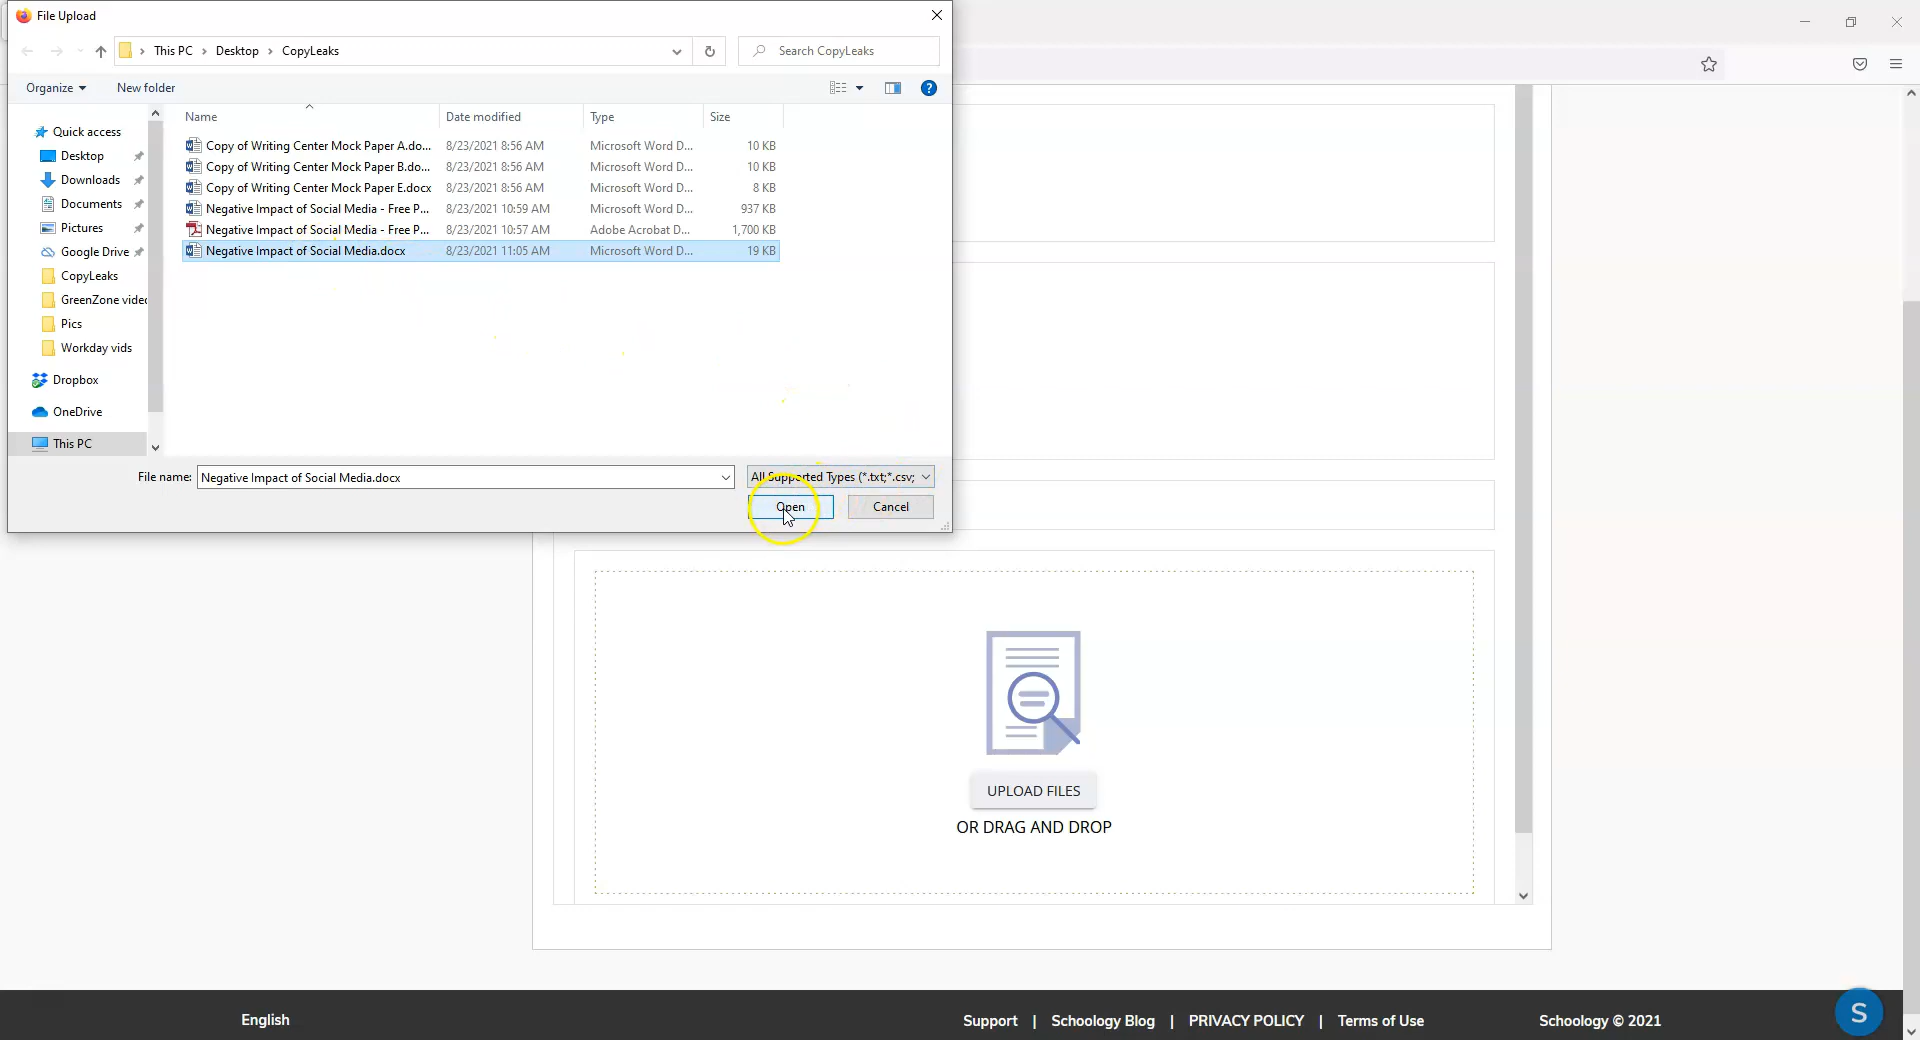 File Upload
This PC > Desktop > CopyLeaks
Search CopyLeaks
Organize
New folder
Name Date modified Type Size
Quick access
Desktop
Downloads
Documents
Pictures
Google Drive
CopyLeaks
GreenZone videc
Pics
Workday vids
Dropbox
OneDrive
This PC
Copy of Writing Center Mock Paper A.do... 8/23/2021 8:56 AM Microsoft Word D... 10 KB
Copy of Writing Center Mock Paper B.do... 8/23/2021 8:56 AM Microsoft Word D... 10 KB
Copy of Writing Center Mock Paper E.docx 8/23/2021 8:56 AM Microsoft Word D... 8 KB
Negative Impact of Social Media - Free P... 8/23/2021 10:59 AM Microsoft Word D... 937 KB
Negative Impact of Social Media - Free P... 8/23/2021 10:57 AM Adobe Acrobat D... 1,700 KB
Negative Impact of Social Media.docx 8/23/2021 11:05 AM Microsoft Word D... 19 KB
File name: Negative Impact of Social Media.docx
All Supported Types (*.txt;*.csv;
Open
Cancel
UPLOAD FILES
OR DRAG AND DROP
English
Support | Schoology Blog | PRIVACY POLICY | Terms of Use
Schoology © 2021
S